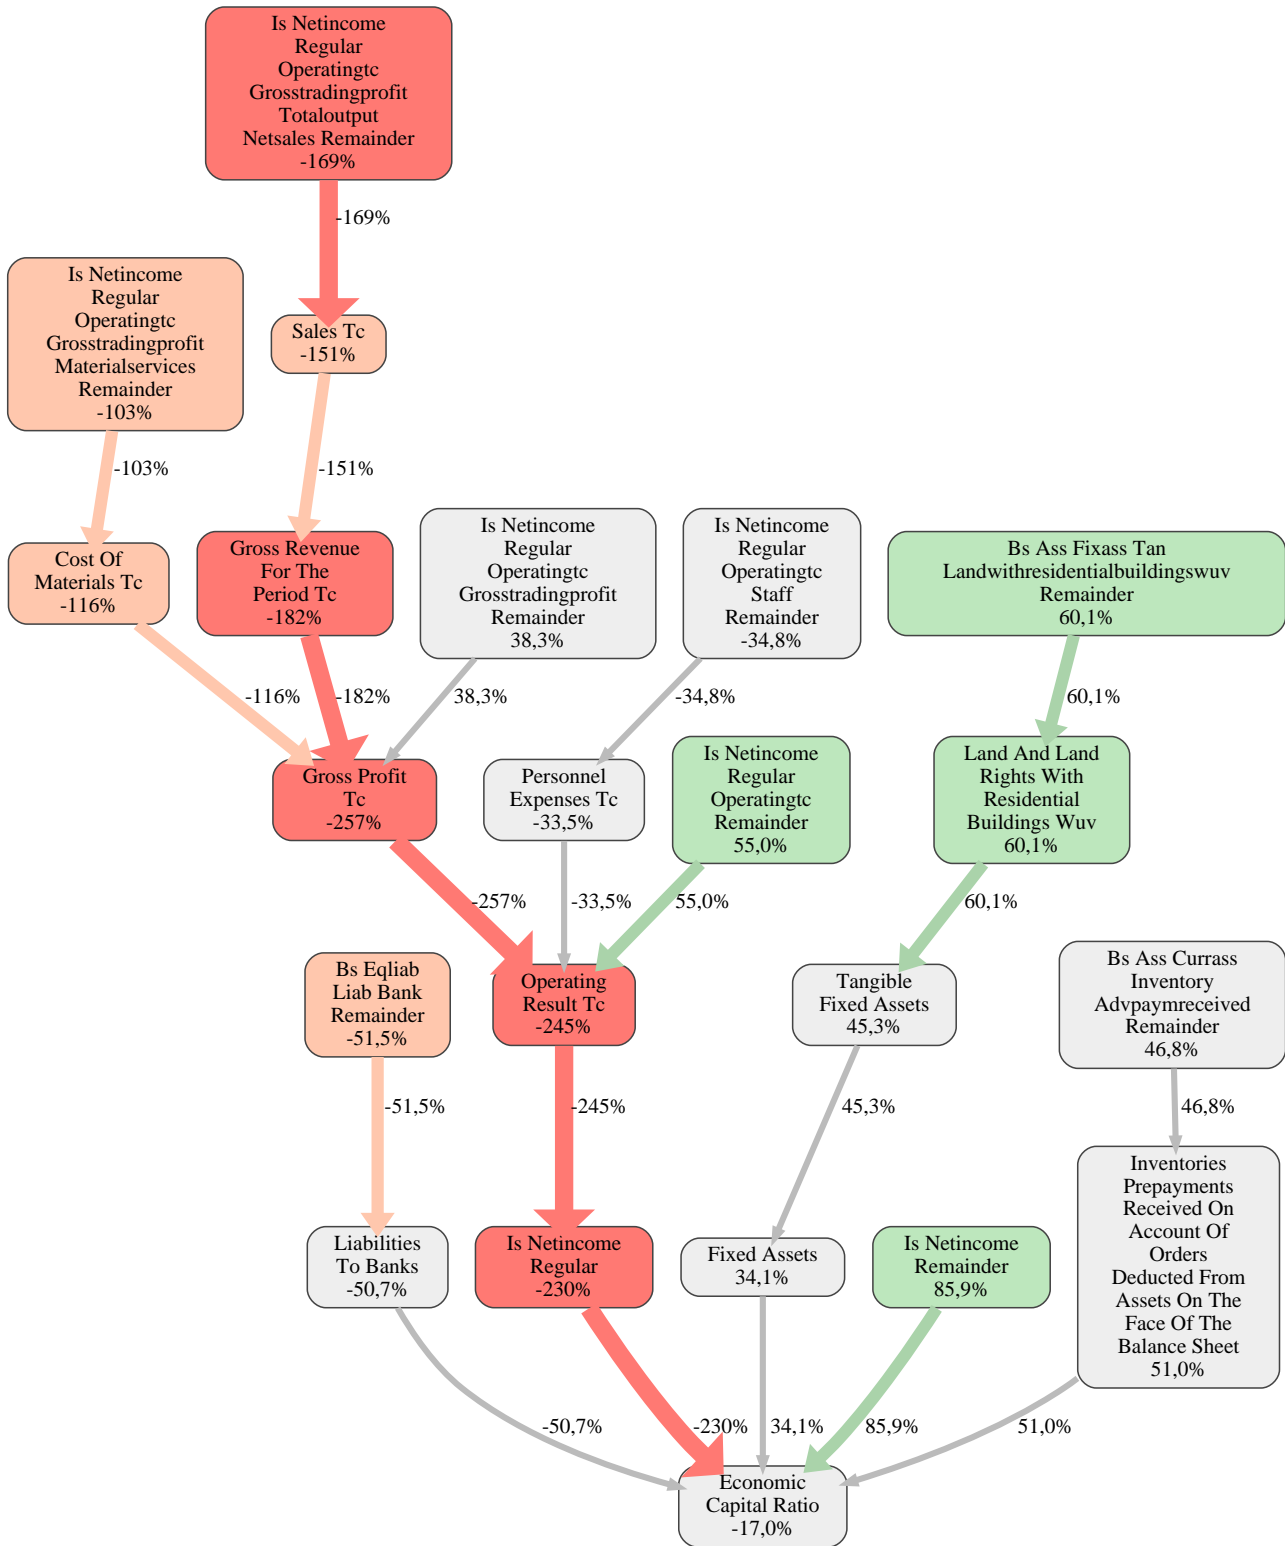 Is Netincome
Regular
Operatingtc
Grosstradingprofit
Totaloutput
Netsales Remainder
-169%
-169%
Is Netincome
Regular
Operatingtc
Grosstradingprofit
Materialservices
Remainder
-103%
Sales Tc
-151%
-103%
-151%
Cost Of
Materials Tc
-116%
Gross Revenue
For The
Period Tc
-182%
Is Netincome
Regular
Operatingtc
Grosstradingprofit
Remainder
38,3%
Is Netincome
Regular
Operatingtc
Staff
Remainder
-34,8%
Bs Ass Fixass Tan
Landwithresidentialbuildingswuv
Remainder
60,1%
-116%
-182%
38,3%
-34,8%
60,1%
Gross Profit
Tc
-257%
Personnel
Expenses Tc
-33,5%
Is Netincome
Regular
Operatingtc
Remainder
55,0%
Land And Land
Rights With
Residential
Buildings Wuv
60,1%
-257%
-33,5%
55,0%
60,1%
Bs Eqliab
Liab Bank
Remainder
-51,5%
Operating
Result Tc
-245%
Tangible
Fixed Assets
45,3%
Bs Ass Currass
Inventory
Advpaymreceived
Remainder
46,8%
-51,5%
-245%
45,3%
46,8%
Liabilities
To Banks
-50,7%
Is Netincome
Regular
-230%
Fixed Assets
34,1%
Is Netincome
Remainder
85,9%
Inventories
Prepayments
Received On
Account Of
Orders
Deducted From
Assets On The
Face Of The
Balance Sheet
51,0%
-50,7%
-230%
34,1%
85,9%
51,0%
Economic
Capital Ratio
-17,0%